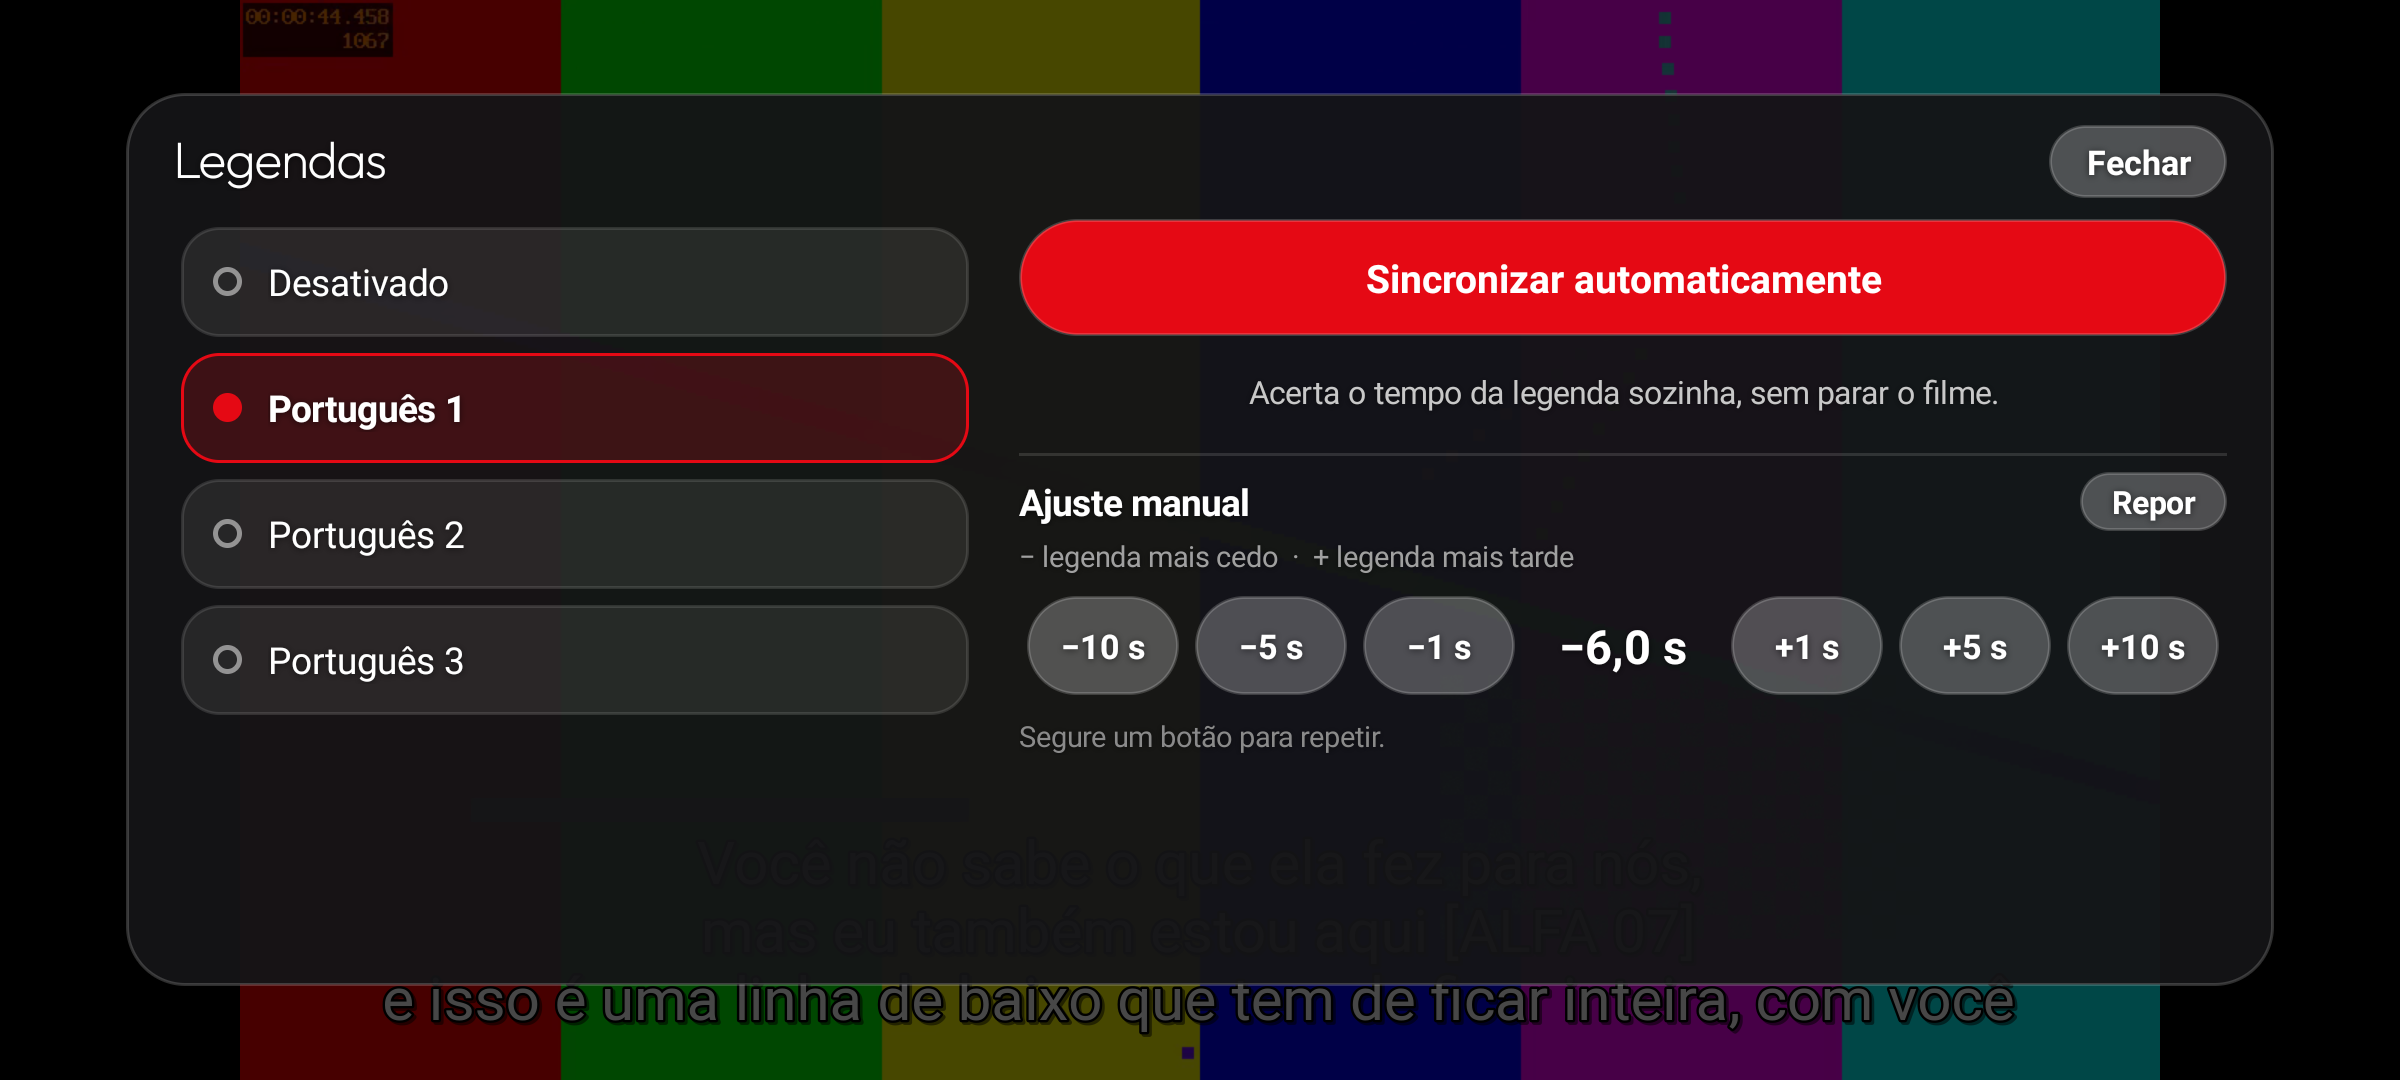 00:00:44.458
1067
Legendas
Fechar
Desativado
Português 1
Português 2
Português 3
Sincronizar automaticamente
Acerta o tempo da legenda sozinha, sem parar o filme.
Ajuste manual
Repor
− legenda mais cedo · + legenda mais tarde
−10 s
−5 s
−1 s
−6,0 s
+1 s
+5 s
+10 s
Segure um botão para repetir.
Você não sabe o que ela fez para nós,
mas eu também estou aqui [ALFA 07]
e isso é uma linha de baixo que tem de ficar inteira, com você